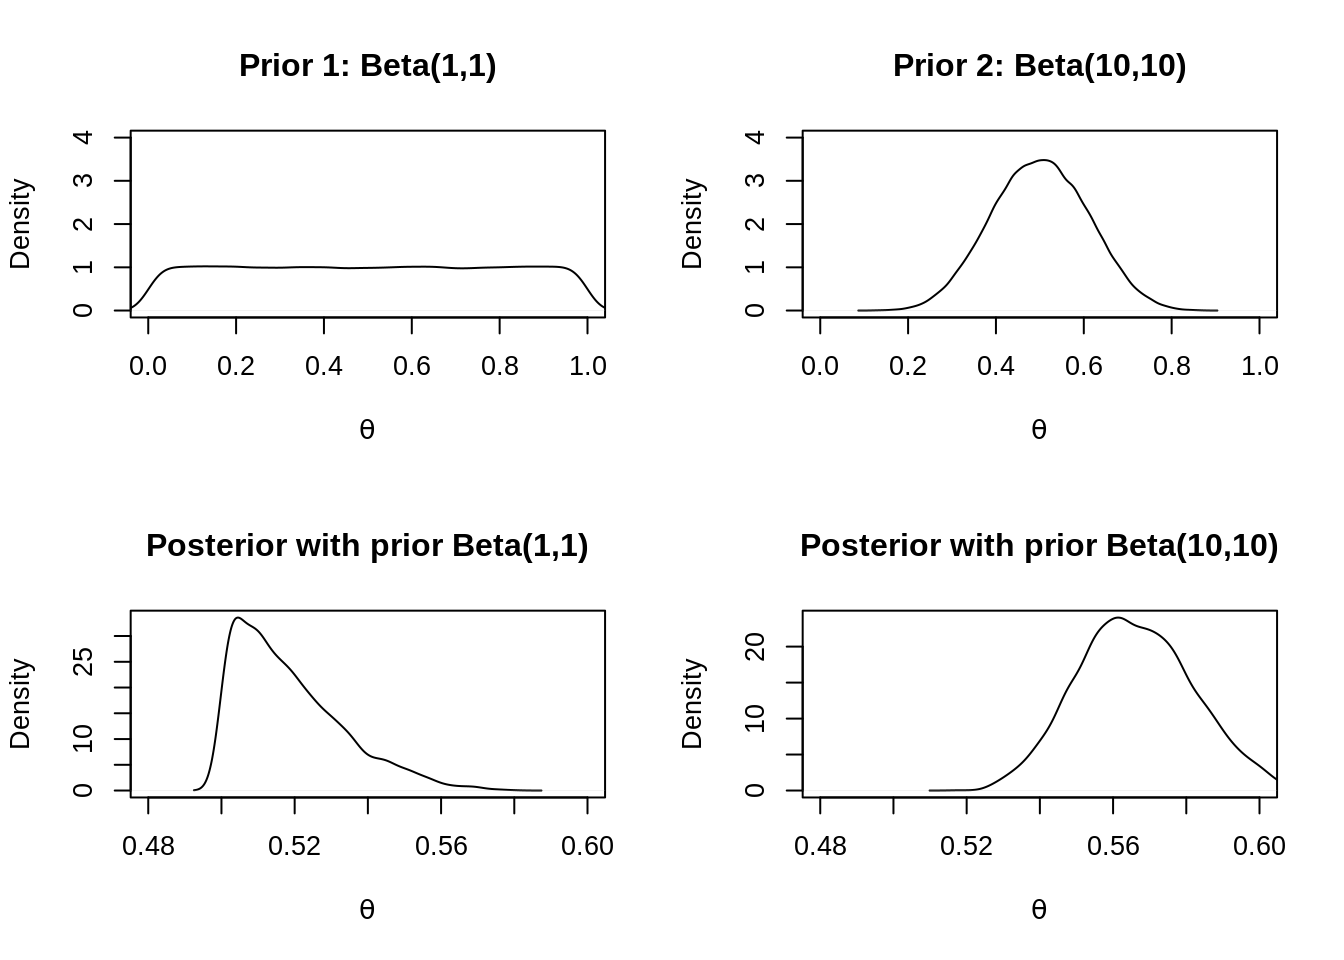 Prior 1: Beta(1,1)
Density
0 1 2 3 4
0.0 0.2 0.4 0.6 0.8 1.0
θ
Prior 2: Beta(10,10)
Density
0 1 2 3 4
0.0 0.2 0.4 0.6 0.8 1.0
θ
Posterior with prior Beta(1,1)
Density
0 10 25
0.48 0.52 0.56 0.60
θ
Posterior with prior Beta(10,10)
Density
0 10 20
0.48 0.52 0.56 0.60
θ